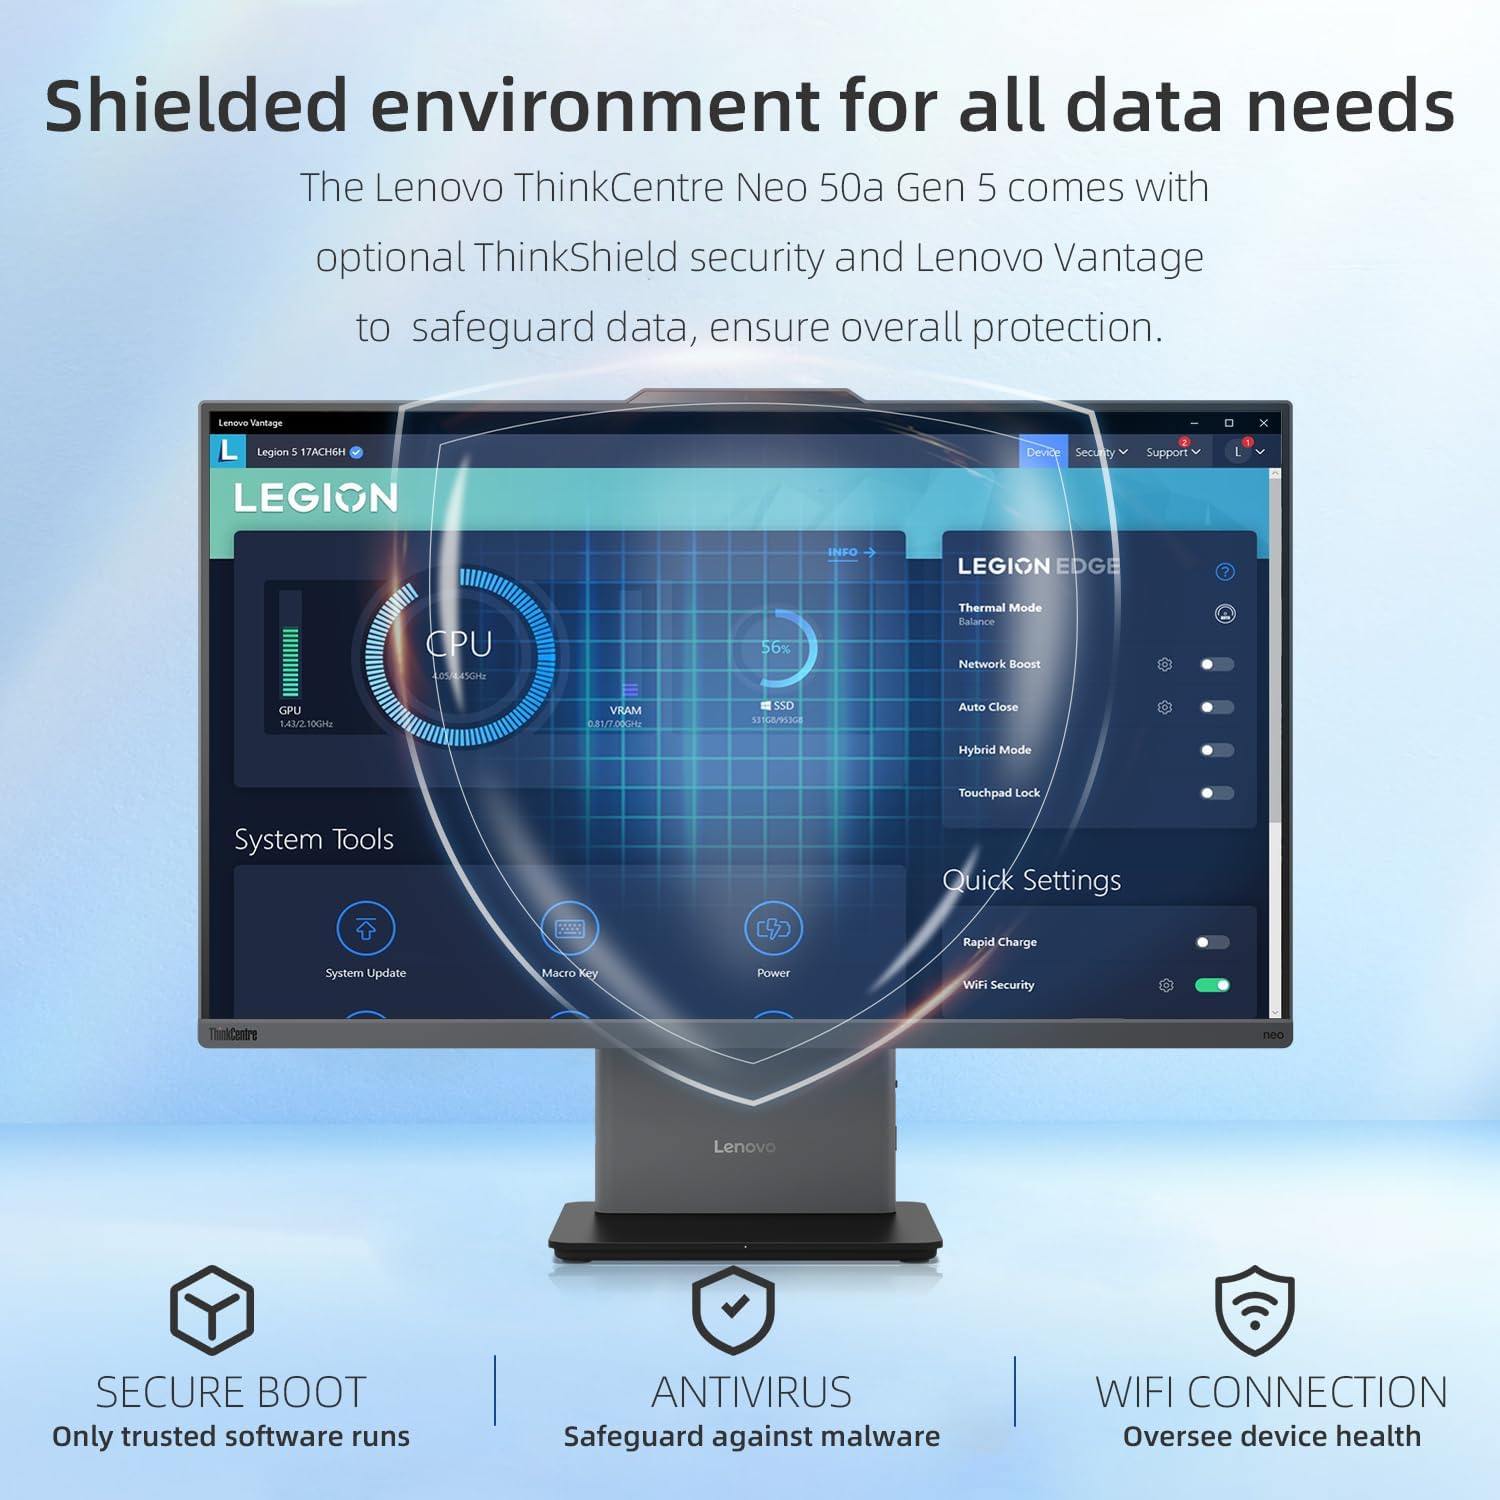 Shielded environment for all data needs
The Lenovo ThinkCentre Neo 50a Gen 5 comes with
optional ThinkShield security and Lenovo Vantage
to safeguard data, ensure overall protection.
Lenovo Vantage
L
Legion 5 17ACH6H
Device
Security
Support
2
L
1
LEGION
INFO
GPU
1.43/2.10GHz
CPU
4.05/4.45GHz
VRAM
0.81/7.00GHz
56%
SSD
531GB/953GB
LEGION EDGE
?
Thermal Mode
Balance
Network Boost
Auto Close
Hybrid Mode
Touchpad Lock
System Tools
System Update
Macro Key
Power
Quick Settings
Rapid Charge
WiFi Security
ThinkCentre
neo
Lenovo
SECURE BOOT
Only trusted software runs
ANTIVIRUS
Safeguard against malware
WIFI CONNECTION
Oversee device health